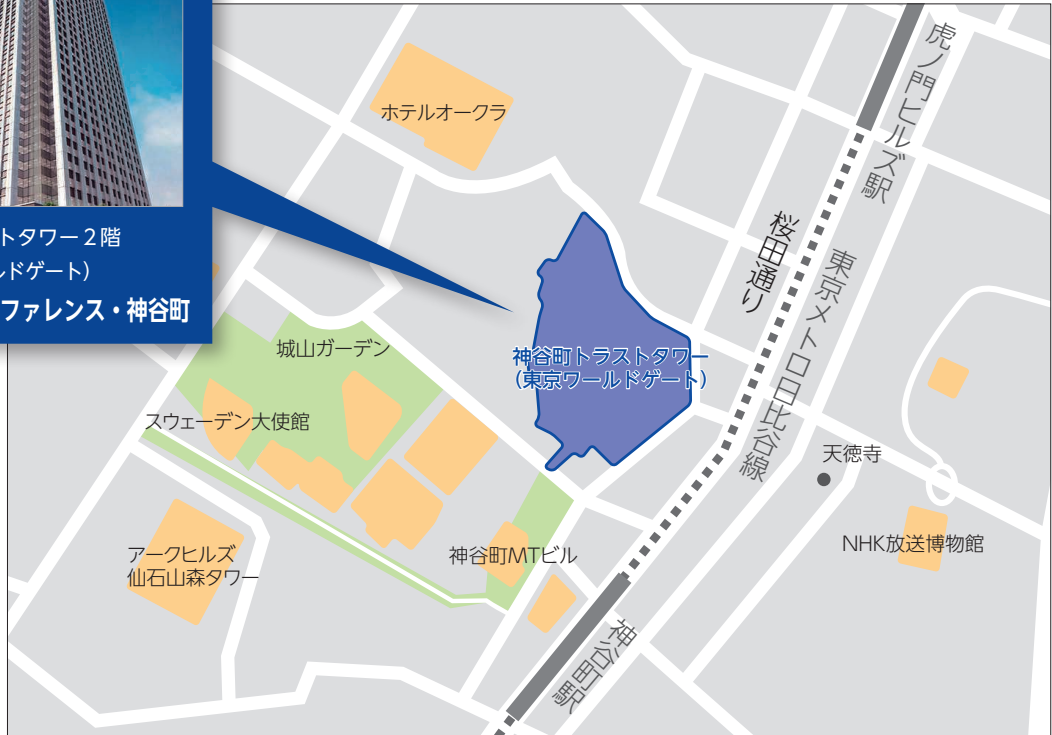 トタワー2階
ルドゲート）
ファレンス・神谷町
ホテルオークラ
虎ノ門ヒルズ駅
桜田通り
東京メトロ日比谷線
城山ガーデン
神谷町トラストタワー
（東京ワールドゲート）
スウェーデン大使館
天徳寺
NHK放送博物館
アークヒルズ
仙石山森タワー
神谷町MTビル
神谷町駅